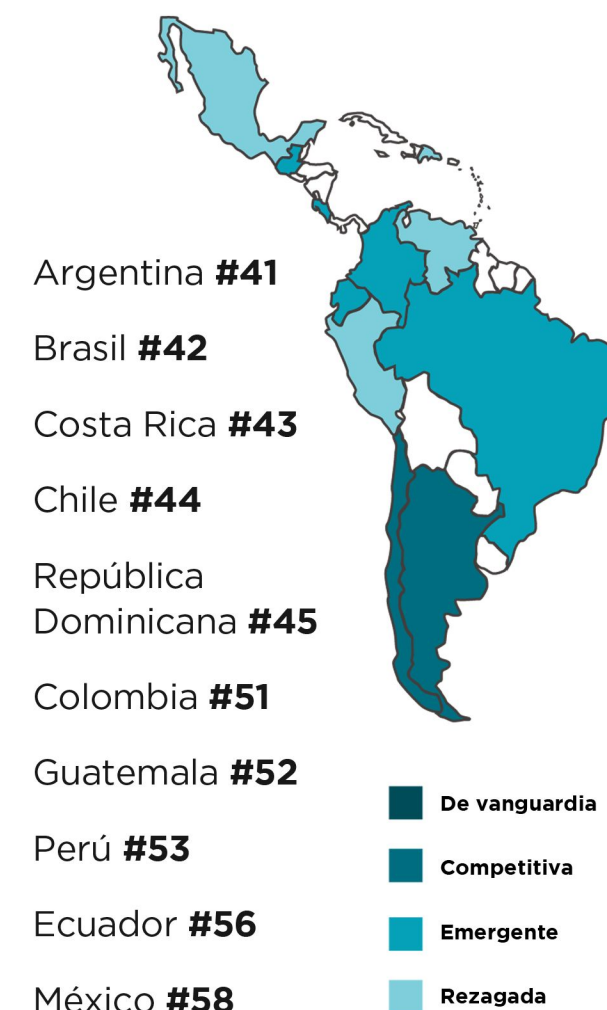 Argentina #41
Brasil #42
Costa Rica #43
Chile #44
República
Dominicana #45
Colombia #51
Guatemala #52
Perú #53
Ecuador #56
México #58
De vanguardia
Competitiva
Emergente
Rezagada